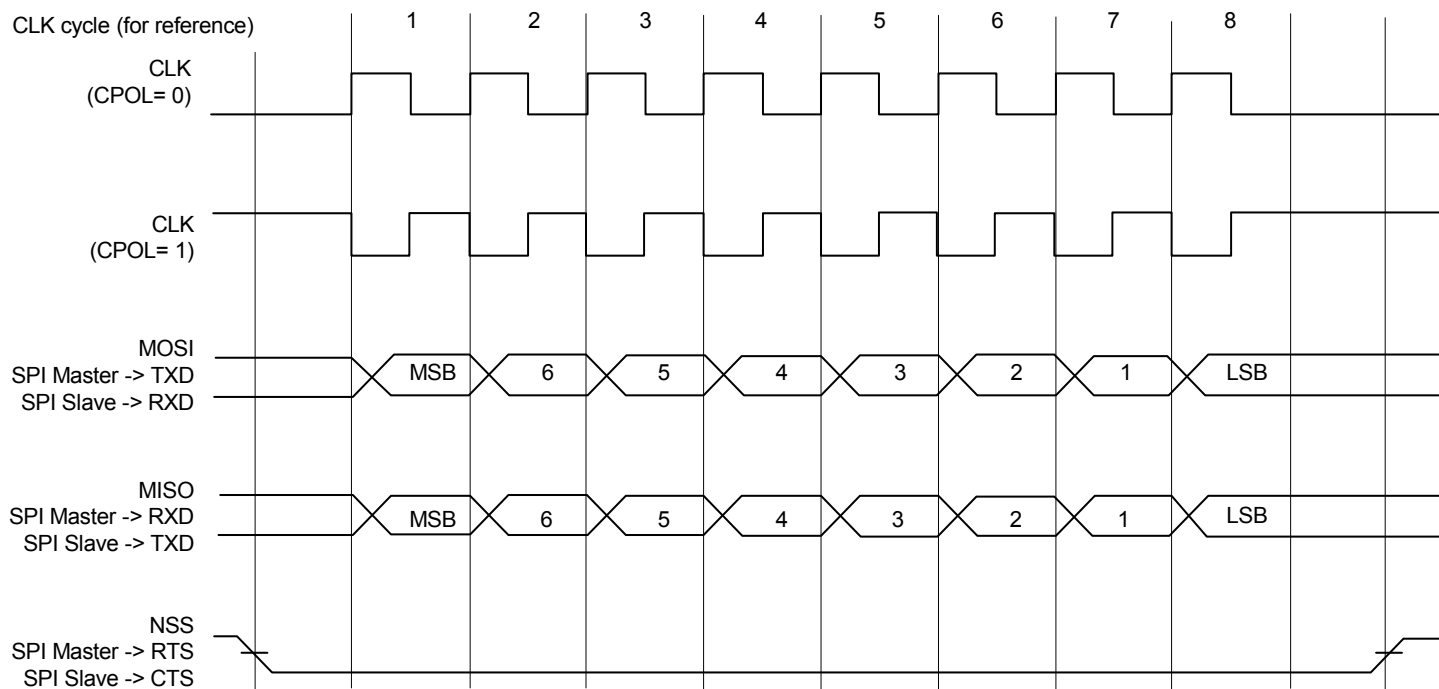 CLK cycle (for reference) 1 2 3 4 5 6 7 8
CLK
(CPOL= 0)
CLK
(CPOL= 1)
MOSI
SPI Master -> TXD
SPI Slave -> RXD
MSB 6 5 4 3 2 1 LSB
MISO
SPI Master -> RXD
SPI Slave -> TXD
MSB 6 5 4 3 2 1 LSB
NSS
SPI Master -> RTS
SPI Slave -> CTS